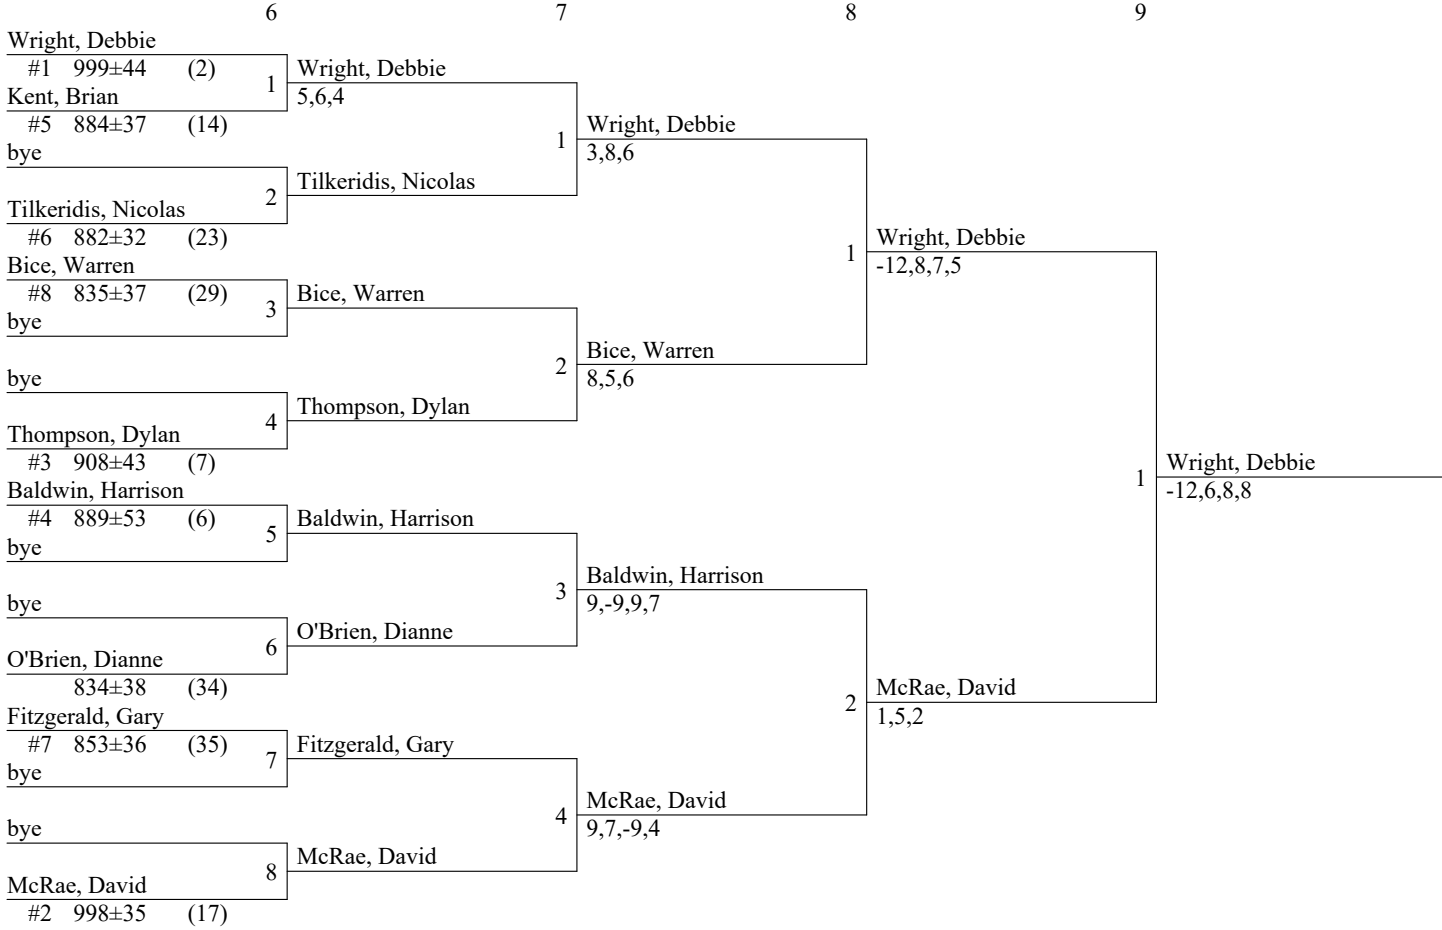 6 7 8 9
Wright, Debbie
#1 999±44 (2)
1
Kent, Brian
#5 884±37 (14)
bye
2
Tilkeridis, Nicolas
#6 882±32 (23)
Bice, Warren
#8 835±37 (29)
3
bye
bye
4
Thompson, Dylan
#3 908±43 (7)
Baldwin, Harrison
#4 889±53 (6)
5
bye
bye
6
O'Brien, Dianne
834±38 (34)
Fitzgerald, Gary
#7 853±36 (35)
7
bye
bye
8
McRae, David
#2 998±35 (17)
Wright, Debbie
5,6,4
1
Tilkeridis, Nicolas
Bice, Warren
2
Thompson, Dylan
Baldwin, Harrison
3
O'Brien, Dianne
Fitzgerald, Gary
4
McRae, David
Wright, Debbie
3,8,6
1
Bice, Warren
8,5,6
Baldwin, Harrison
9,-9,9,7
2
McRae, David
9,7,-9,4
Wright, Debbie
-12,8,7,5
1
McRae, David
1,5,2
Wright, Debbie
-12,6,8,8